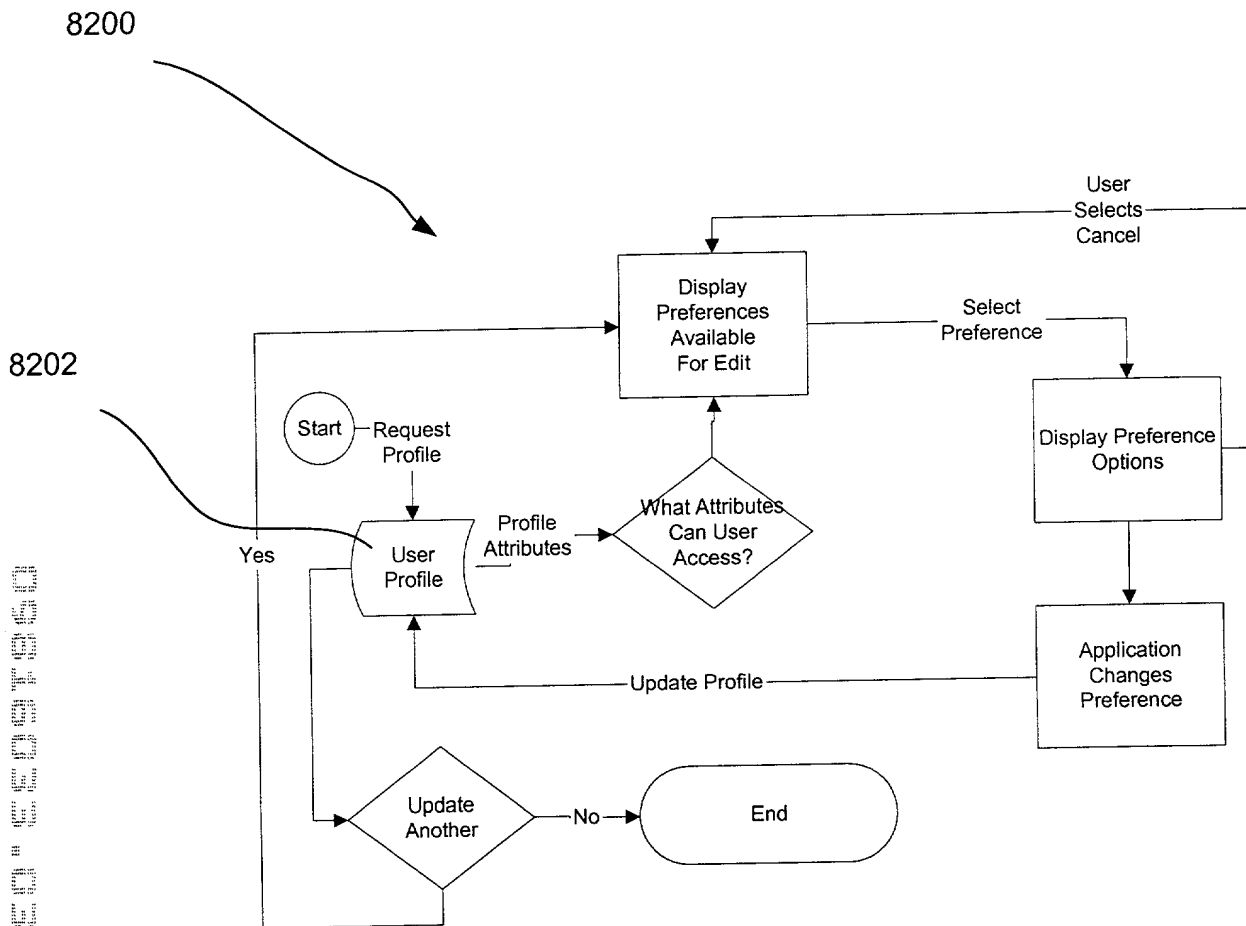 8200
User
Selects
Cancel
Display
Preferences
Available
For Edit
Select
Preference
8202
Start
Request
Profile
Display Preference
Options
What Attributes
Can User
Access?
Profile
Attributes
User
Profile
Yes
Application
Changes
Preference
Update Profile
Update
Another
No
End